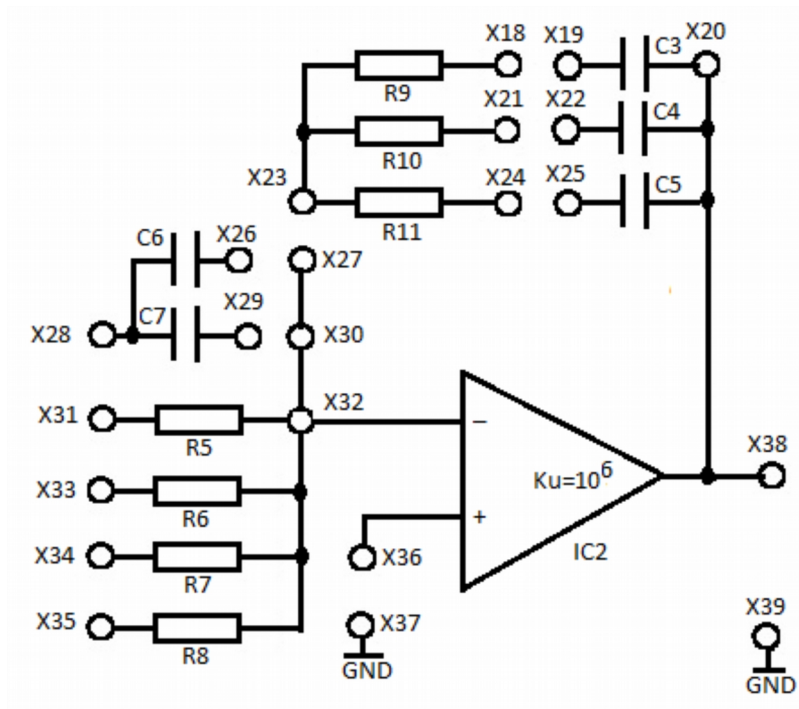 X18 X19 C3 X20
R9
X21 X22 C4
R10
X23 X24 X25 C5
R11
C6 X26 X27
X28 C7 X29 X30
X31 R5 X32
X33 R6
X34 R7
X35 R8
− Ku=10⁶
+ IC2
X36
X37
GND
X38
X39
GND